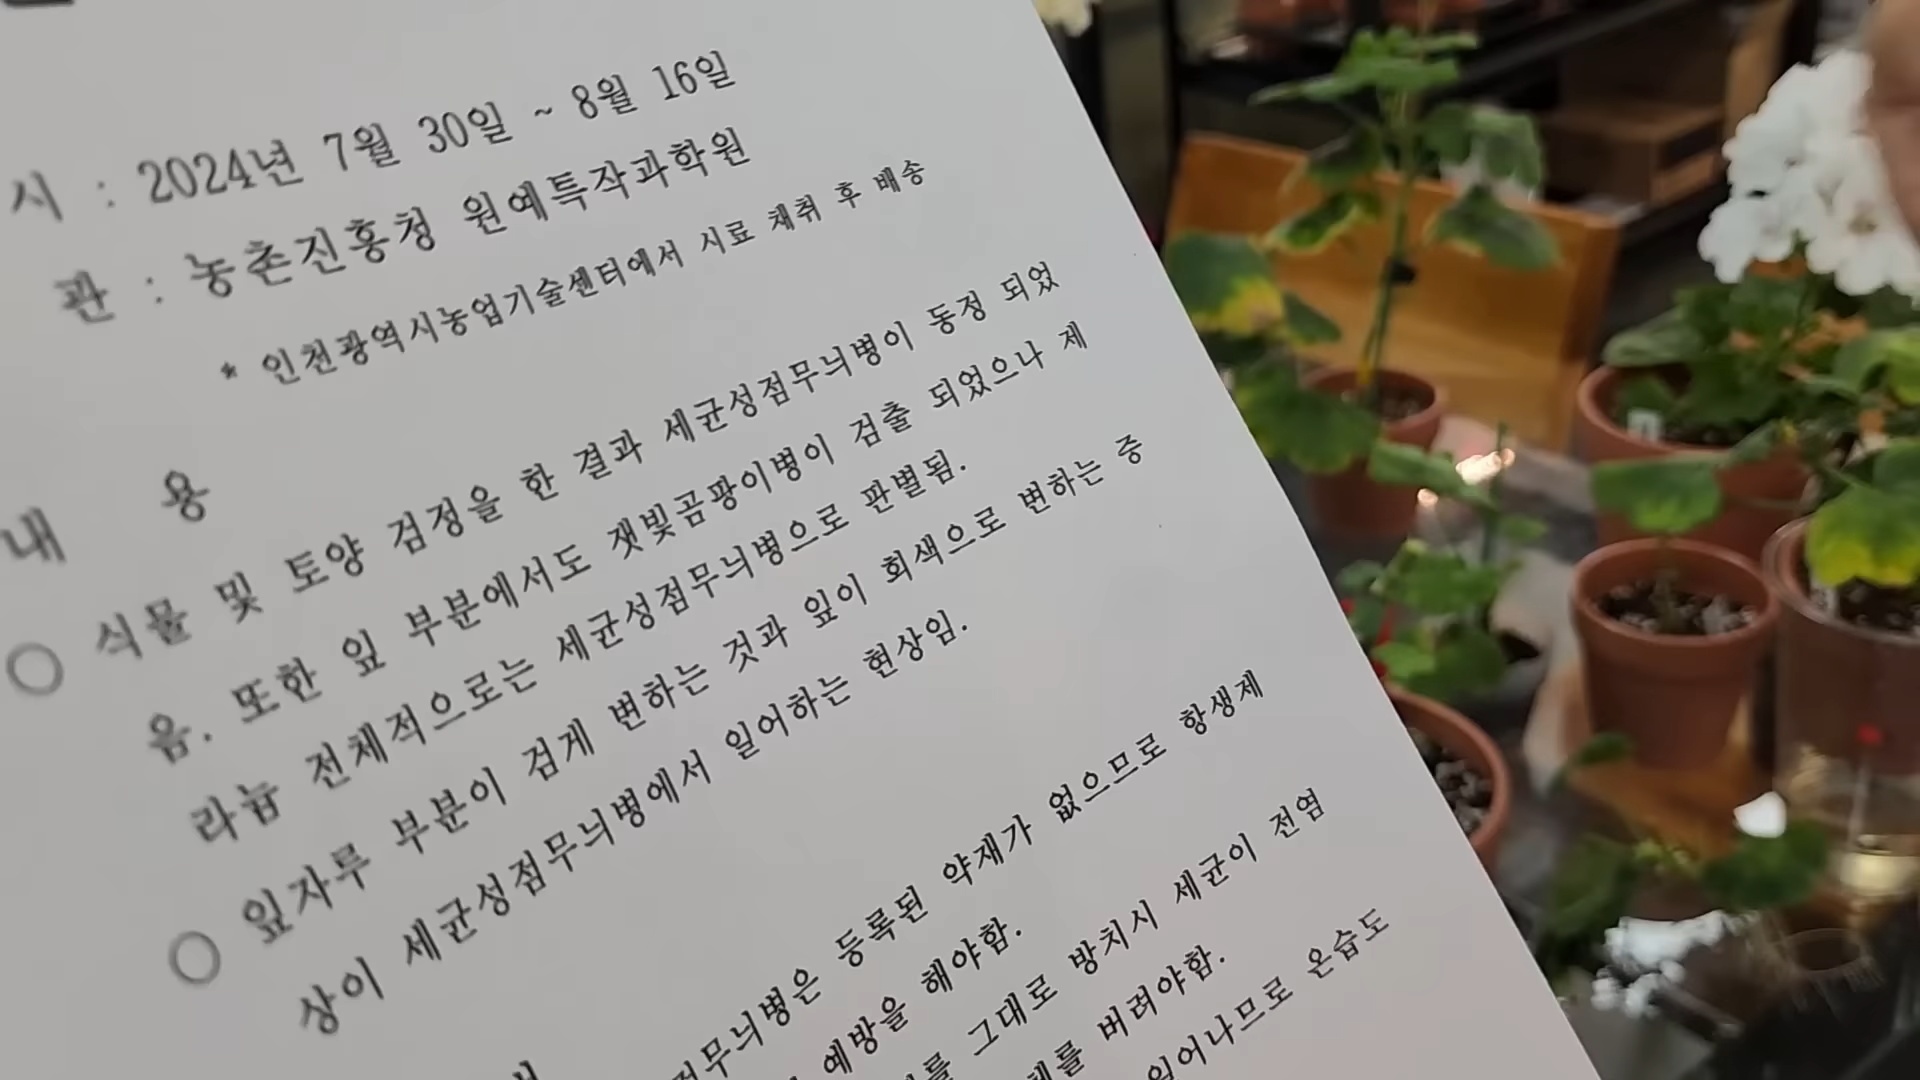 시 : 2024년 7월 30일 ~ 8월 16일
관 : 농촌진흥청 원예특작과학원
* 인천광역시농업기술센터에서 시료 채취 후 배송
내 용
○ 식물 및 토양 검정을 한 결과 세균성점무늬병이 동정 되었
음. 또한 잎 부분에서도 잿빛곰팡이병이 검출 되었으나 제
라늄 전체적으로는 세균성점무늬병으로 판별됨.
○ 잎자루 부분이 검게 변하는 것과 잎이 회색으로 변하는 증
상이 세균성점무늬병에서 일어하는 현상임.
점무늬병은 등록된 약재가 없으므로 항생제
예방을 해야함.
를 그대로 방치시 세균이 전염
체를 버려야함.
일어나므로 온습도